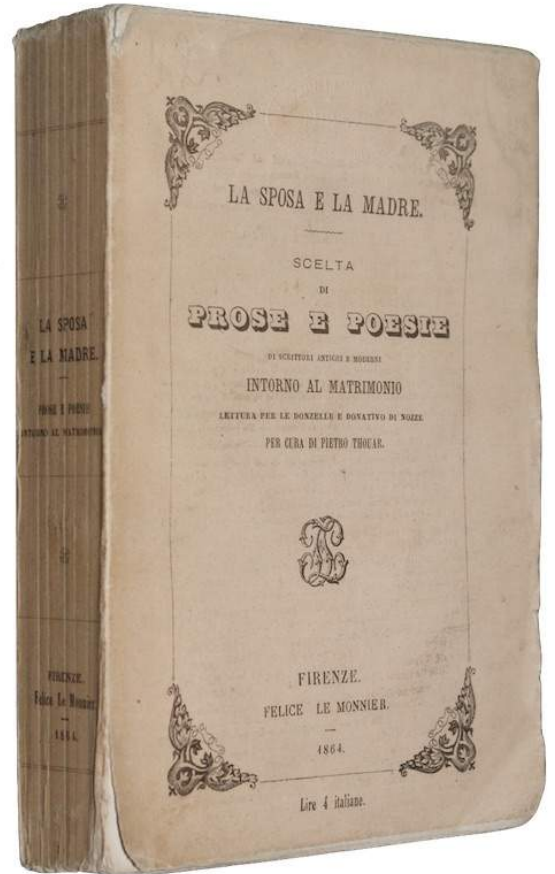 LA SPOSA
E LA MADRE.
PROSE E POESIE
INTORNO AL MATRIMONIO
FIRENZE.
Felice Le Monnier.
1864.
LA SPOSA E LA MADRE.
SCELTA
DI
PROSE E POESIE
DI SCRITTORI ANTICHI E MODERNI
INTORNO AL MATRIMONIO
LETTURA PER LE DONZELLE E DONATIVO DI NOZZE
PER CURA DI PIETRO THOUAR.
FIRENZE.
FELICE LE MONNIER.
1864.
Lire 4 italiane.